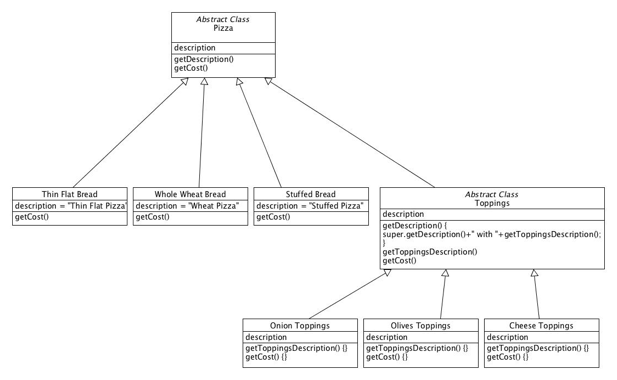 Abstract Class
Pizza
description
getDescription()
getCost()
Thin Flat Bread
description = "Thin Flat Pizza"
getCost()
Whole Wheat Bread
description = "Wheat Pizza"
getCost()
Stuffed Bread
description = "Stuffed Pizza"
getCost()
Abstract Class
Toppings
description
getDescription() {
super.getDescription()+" with "+getToppingsDescription();
}
getToppingsDescription()
getCost()
Onion Toppings
description
getToppingsDescription() {}
getCost() {}
Olives Toppings
description
getToppingsDescription() {}
getCost() {}
Cheese Toppings
description
getToppingsDescription() {}
getCost() {}